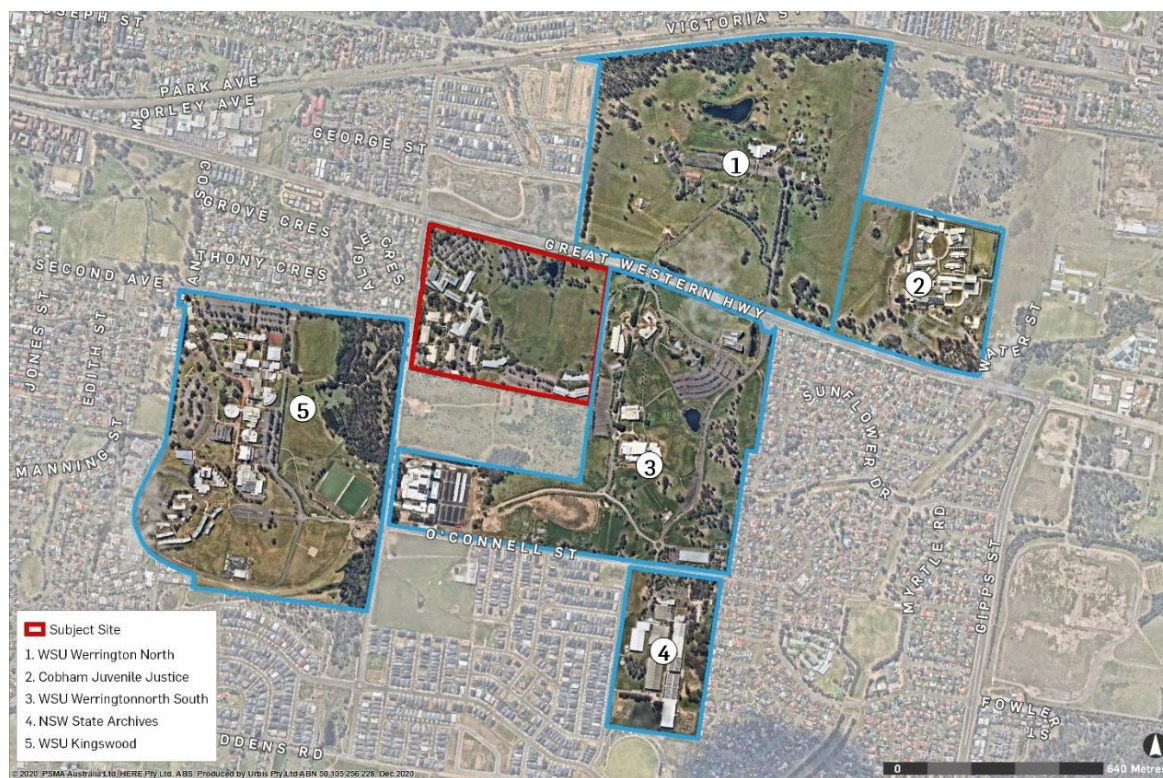 VICTORIA ST
PARK AVE
MORLEY AVE
GEORGE ST
COSGROVE CRES
CRES
ANTHONY CRES
SECOND AVE
JONES ST
EDITH ST
MANNING ST
GREAT WESTERN HWY
WATER ST
SUNFLOWER DR
MYRTLE RD
GIPPS ST
O'CONNELL ST
FOWLER ST
DDENS RD
1
2
3
4
5
Subject Site
1. WSU Werrington North
2. Cobham Juvenile Justice
3. WSU Werringtonnorth South
4. NSW State Archives
5. WSU Kingswood
© 2020. PSMA Australia Ltd, HERE Pty Ltd. ABS. Produced by Urbis Pty Ltd ABN 50 105 256 228. Dec 2020
0
640 Metres